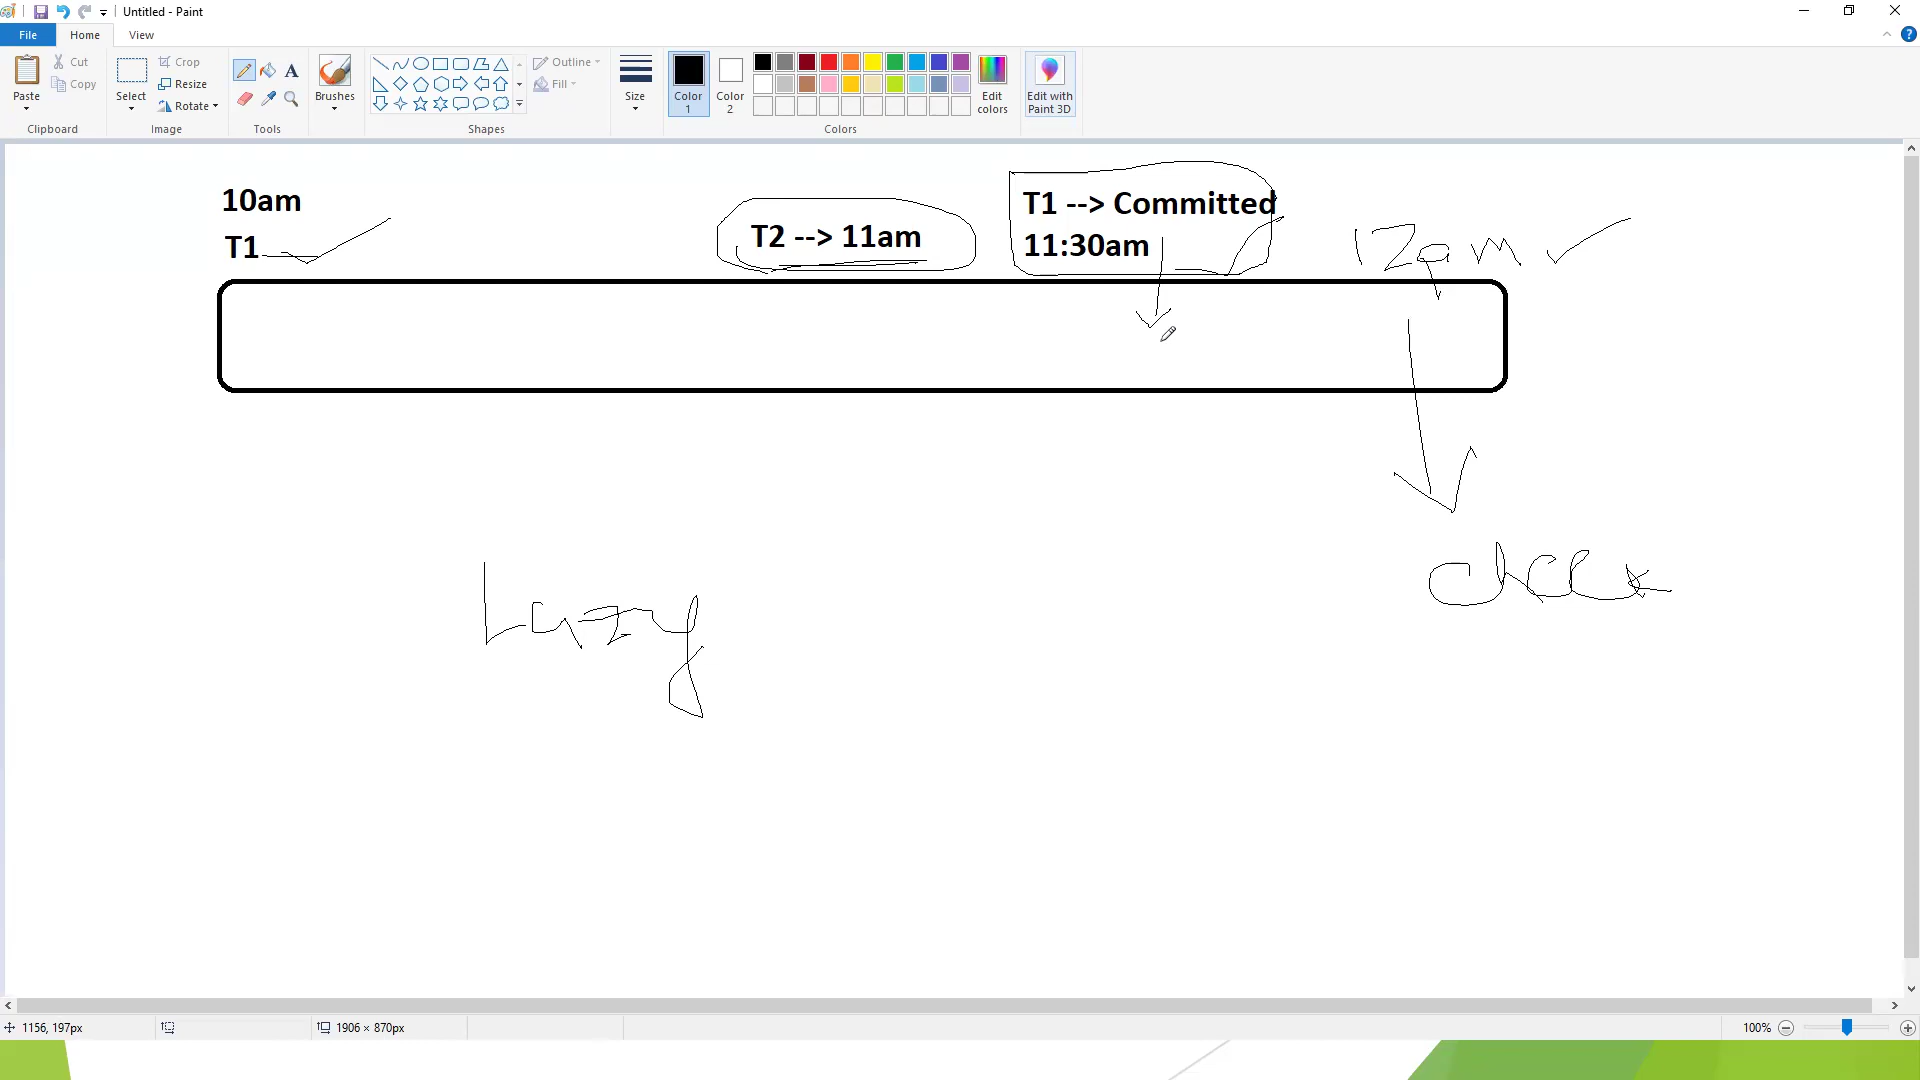 Untitled - Paint
File Home View
Paste
Cut
Copy
Clipboard
Select
Crop
Resize
Rotate
Image
A
Tools
Brushes
Outline
Fill
Shapes
Size
Color 1
Color 2
Edit colors
Colors
Edit with Paint 3D
10am
T1
T2 --> 11am
T1 --> Committed
11:30am
12am
Lazy
check
1156, 197px
1906 × 870px
100%